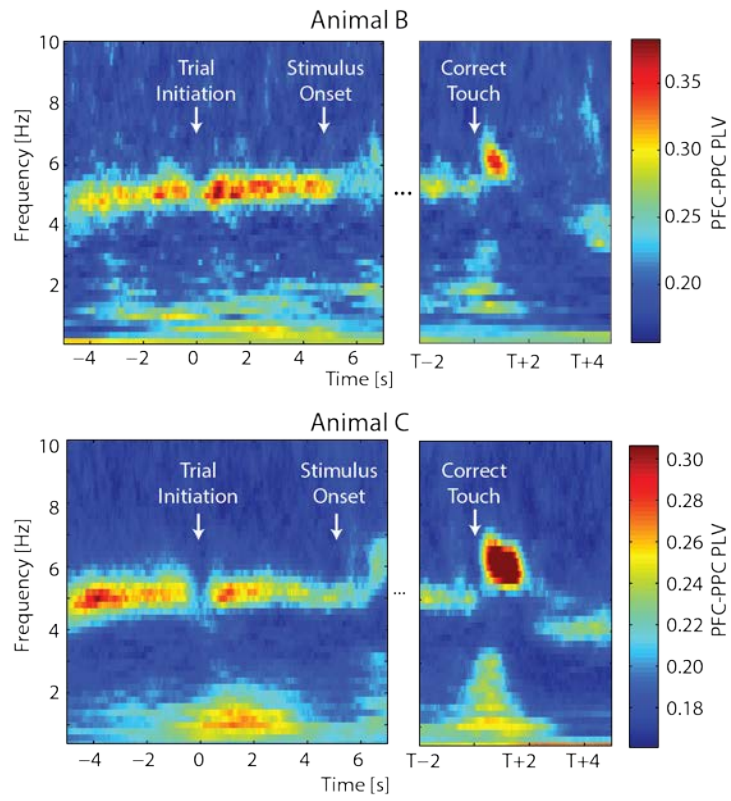 Animal B
10
8
6
4
2
Frequency [Hz]
Trial
Initiation
Stimulus
Onset
Correct
Touch
...
−4 −2 0 2 4 6
Time [s]
T−2 T+2 T+4
0.35
0.30
0.25
0.20
PFC-PPC PLV
Animal C
10
8
6
4
2
Frequency [Hz]
Trial
Initiation
Stimulus
Onset
Correct
Touch
...
−4 −2 0 2 4 6
Time [s]
T−2 T+2 T+4
0.30
0.28
0.26
0.24
0.22
0.20
0.18
PFC-PPC PLV